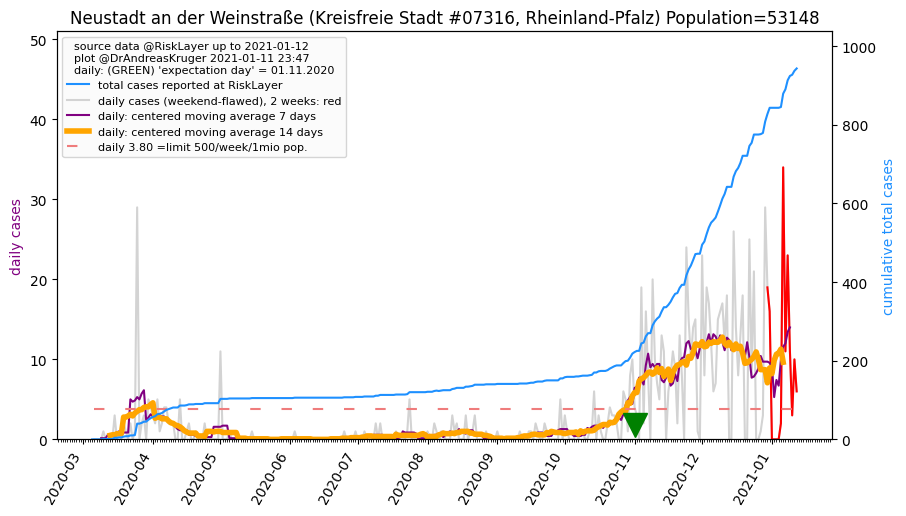 Neustadt an der Weinstraße (Kreisfreie Stadt #07316, Rheinland-Pfalz) Population=53148
source data @RiskLayer up to 2021-01-12
plot @DrAndreasKruger 2021-01-11 23:47
daily: (GREEN) 'expectation day' = 01.11.2020
total cases reported at RiskLayer
daily cases (weekend-flawed), 2 weeks: red
daily: centered moving average 7 days
daily: centered moving average 14 days
daily 3.80 =limit 500/week/1mio pop.
daily cases
50
40
30
20
10
0
cumulative total cases
1000
800
600
400
200
0
2020-03
2020-04
2020-05
2020-06
2020-07
2020-08
2020-09
2020-10
2020-11
2020-12
2021-01